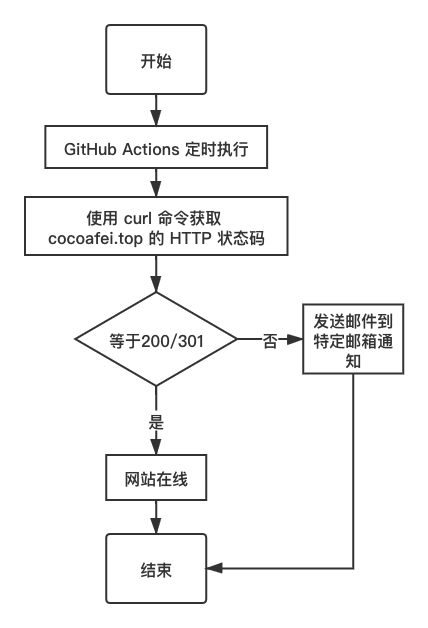 开始
GitHub Actions 定时执行
使用 curl 命令获取
cocoafei.top 的 HTTP 状态码
等于200/301
否
发送邮件到
特定邮箱通
知
是
网站在线
结束